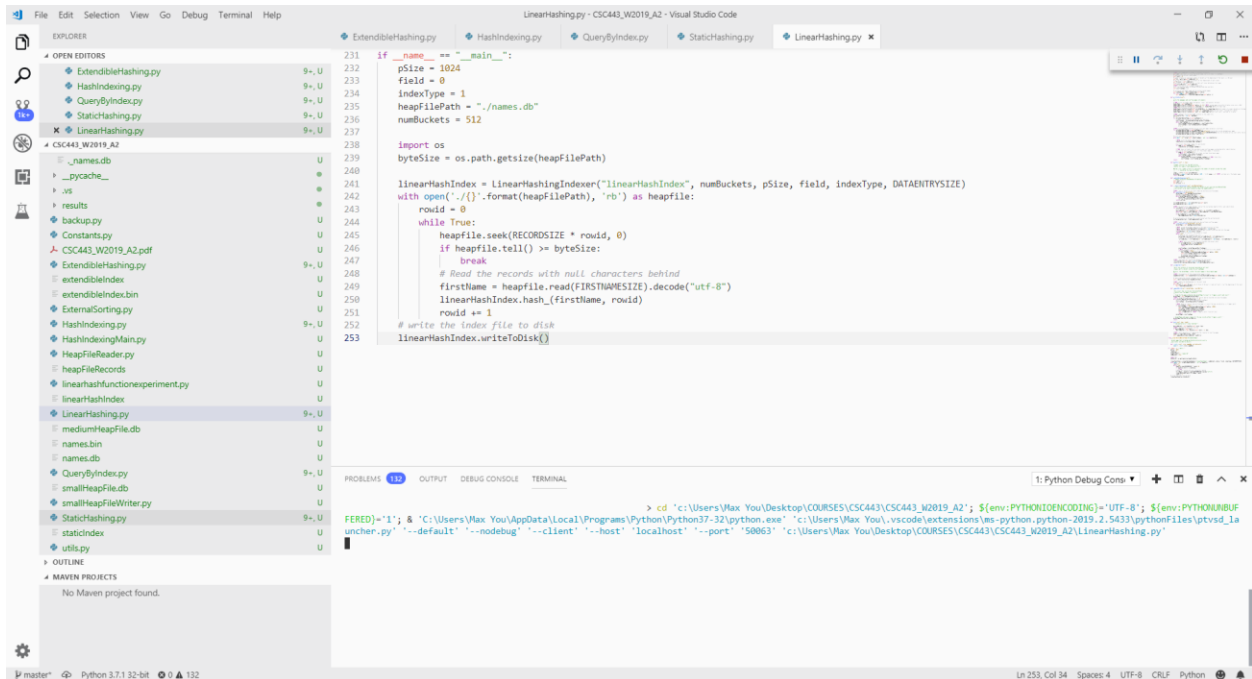 File Edit Selection View Go Debug Terminal Help
LinearHashing.py - CSC443_W2019_A2 - Visual Studio Code
EXPLORER
OPEN EDITORS
ExtendibleHashing.py 9+, U
HashIndexing.py 9+, U
QueryByIndex.py 9+, U
StaticHashing.py 9+, U
LinearHashing.py 9+, U
1k+
CSC443_W2019_A2
._names.db U
__pycache__
.vs
results
backup.py U
Constants.py U
CSC443_W2019_A2.pdf U
ExtendibleHashing.py 9+, U
extendibleIndex U
extendibleIndex.bin U
ExternalSorting.py U
HashIndexing.py 9+, U
HashIndexingMain.py U
HeapFileReader.py U
heapFileRecords U
linearhashfunctionexperiment.py U
linearHashIndex U
LinearHashing.py 9+, U
mediumHeapFile.db U
names.bin U
names.db U
QueryByIndex.py 9+, U
smallHeapFile.db U
smallHeapFileWriter.py U
StaticHashing.py 9+, U
staticIndex U
utils.py U
OUTLINE
MAVEN PROJECTS
No Maven project found.
ExtendibleHashing.py HashIndexing.py QueryByIndex.py StaticHashing.py LinearHashing.py
231 if __name__ == "__main__":
232 pSize = 1024
233 field = 0
234 indexType = 1
235 heapFilePath = "./names.db"
236 numBuckets = 512
237
238 import os
239 byteSize = os.path.getsize(heapFilePath)
240
241 linearHashIndex = LinearHashingIndexer("linearHashIndex", numBuckets, pSize, field, indexType, DATAENTRYSIZE)
242 with open('./{}'.format(heapFilePath), 'rb') as heapfile:
243 rowid = 0
244 while True:
245 heapfile.seek(RECORDSIZE * rowid, 0)
246 if heapfile.tell() >= byteSize:
247 break
248 # Read the records with null characters behind
249 firstName = heapfile.read(FIRSTNAMESIZE).decode("utf-8")
250 linearHashIndex.hash_(firstName, rowid)
251 rowid += 1
252 # write the index file to disk
253 linearHashIndex.writeToDisk()
PROBLEMS 132 OUTPUT DEBUG CONSOLE TERMINAL
1: Python Debug Cons
> cd 'c:\Users\Max You\Desktop\COURSES\CSC443\CSC443_W2019_A2'; ${env:PYTHONIOENCODING}='UTF-8'; ${env:PYTHONUNBUF
FERED}='1'; & 'C:\Users\Max You\AppData\Local\Programs\Python\Python37-32\python.exe' 'c:\Users\Max You\.vscode\extensions\ms-python.python-2019.2.5433\pythonFiles\ptvsd_la
uncher.py' '--default' '--nodebug' '--client' '--host' 'localhost' '--port' '50063' 'c:\Users\Max You\Desktop\COURSES\CSC443\CSC443_W2019_A2\LinearHashing.py'
master* Python 3.7.1 32-bit 0 132
Ln 253, Col 34 Spaces: 4 UTF-8 CRLF Python